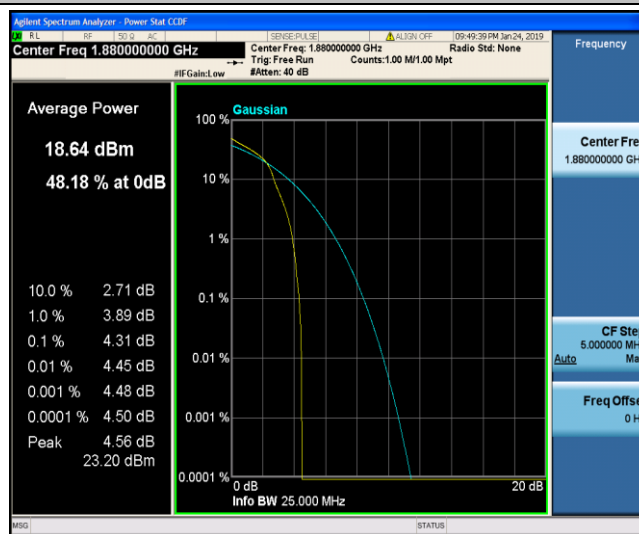 Agilent Spectrum Analyzer - Power Stat CCDF
RL RF 50 Ω AC SENSE:PULSE ALIGN OFF 09:49:39 PM Jan 24, 2019
Center Freq 1.880000000 GHz
Center Freq: 1.880000000 GHz Radio Std: None
Trig: Free Run Counts:1.00 M/1.00 Mpt
#IFGain:Low #Atten: 40 dB
Frequency
Average Power
18.64 dBm
48.18 % at 0dB
10.0 % 2.71 dB
1.0 % 3.89 dB
0.1 % 4.31 dB
0.01 % 4.45 dB
0.001 % 4.48 dB
0.0001 % 4.50 dB
Peak 4.56 dB
23.20 dBm
Gaussian
100 %
10 %
1 %
0.1 %
0.01 %
0.001 %
0.0001 %
0 dB 20 dB
Info BW 25.000 MHz
Center Fre
1.880000000 GH
CF Ste
5.000000 MH
Auto Ma
Freq Offse
0 H
MSG STATUS